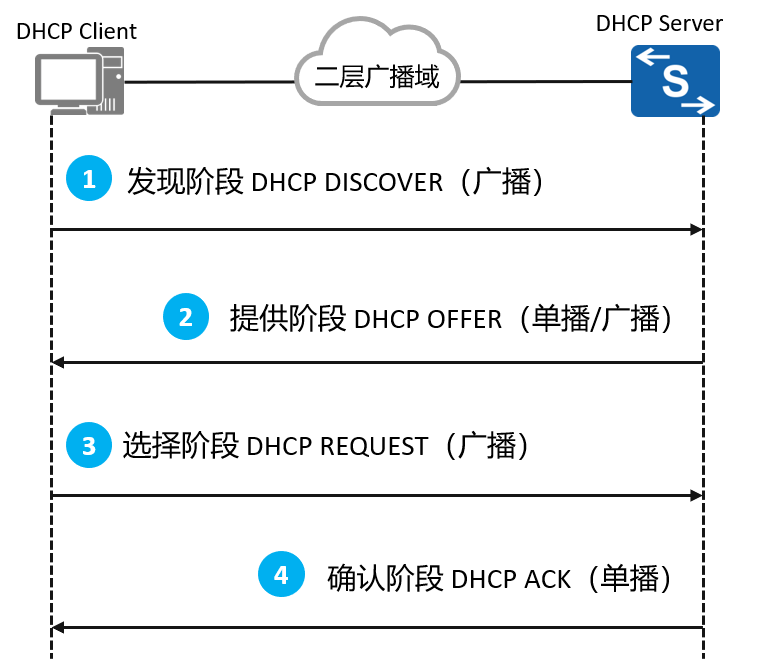 DHCP Client
DHCP Server
二层广播域
S
1 发现阶段 DHCP DISCOVER（广播）
2 提供阶段 DHCP OFFER（单播/广播）
3 选择阶段 DHCP REQUEST（广播）
4 确认阶段 DHCP ACK（单播）